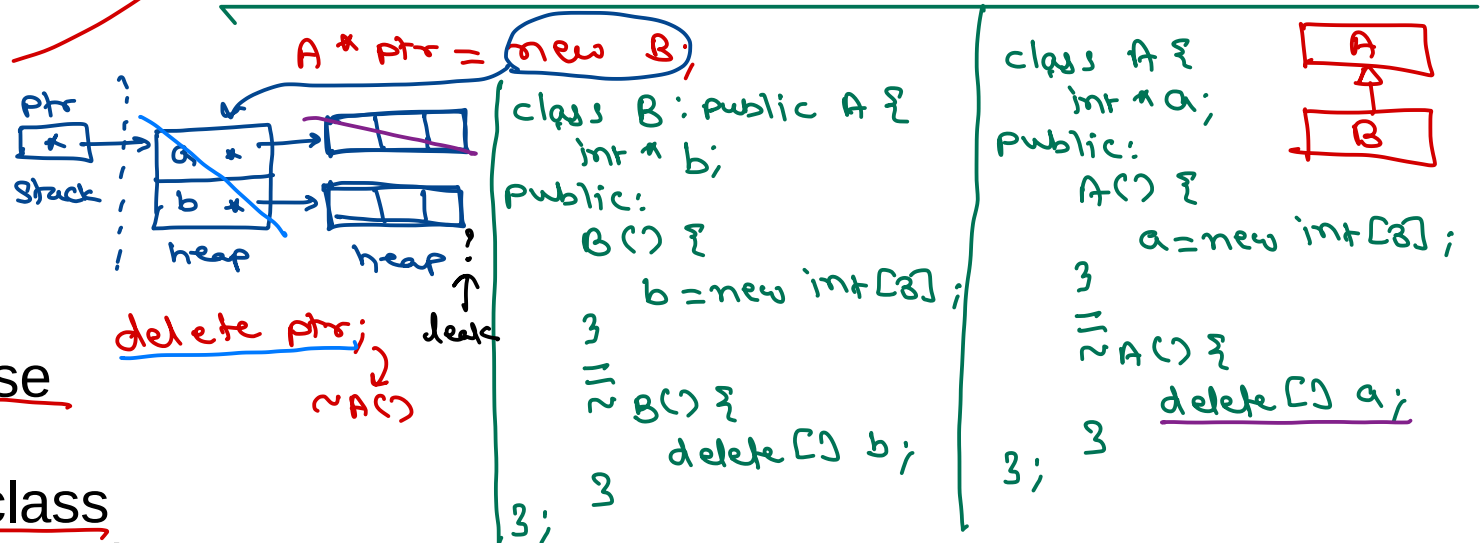 A* ptr = new B;
ptr
*
stack
a *
b *
heap
heap ?
leak
delete ptr;
~A()
se
class
class B : public A {
int * b;
public:
B() {
b = new int[3];
}
~B() {
delete[] b;
}
};
class A {
int * a;
public:
A() {
a = new int[3];
}
~A() {
delete[] a;
}
};
A
B